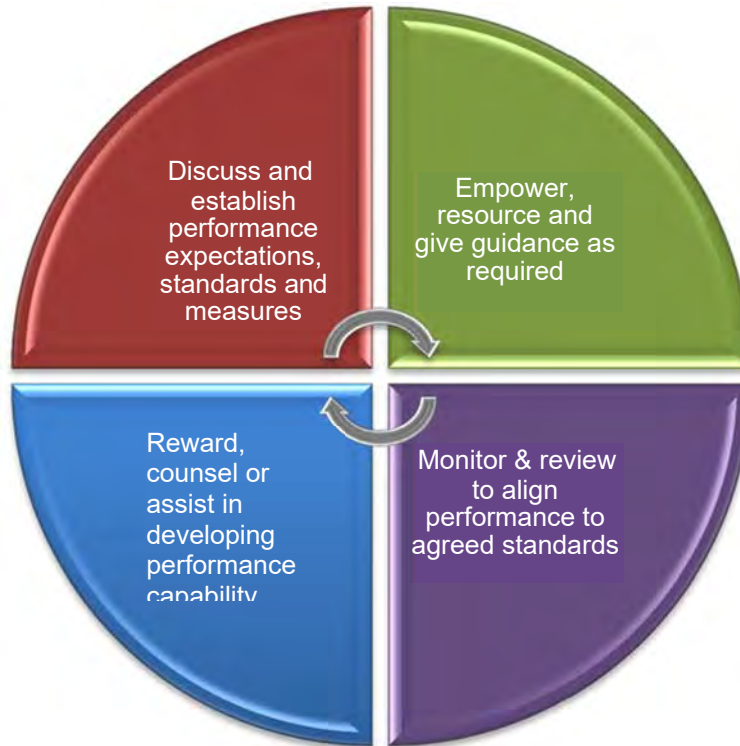 Discuss and
establish
performance
expectations,
standards and
measures
Empower,
resource and
give guidance as
required
Reward,
counsel or
assist in
developing
performance
capability
Monitor & review
to align
performance to
agreed standards